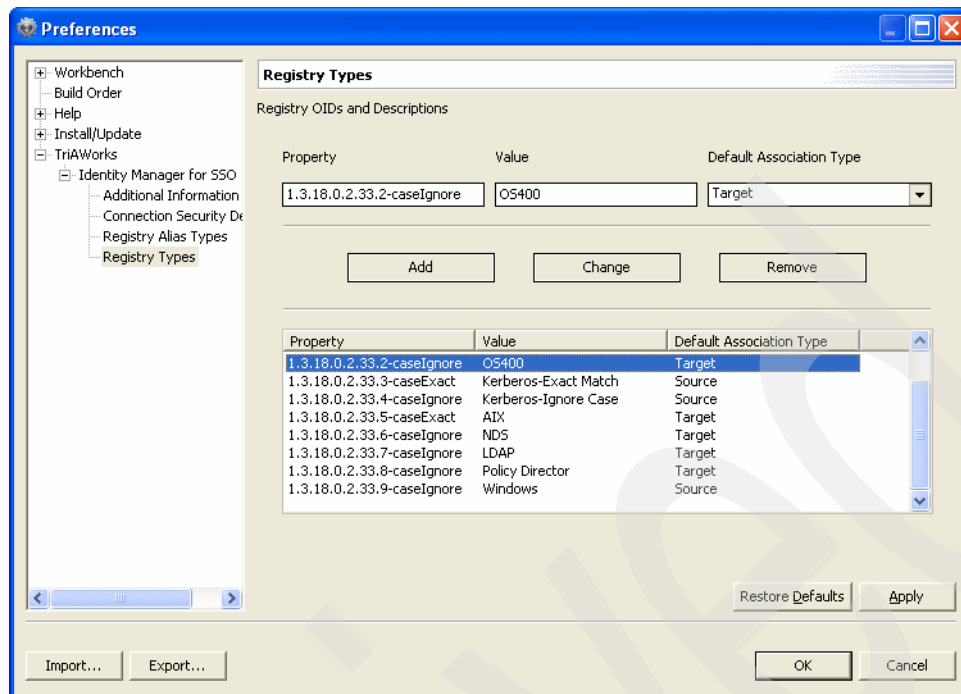 Preferences
Workbench
Build Order
Help
Install/Update
TriAWorks
Identity Manager for SSO
Additional Information
Connection Security De
Registry Alias Types
Registry Types
Registry Types
Registry OIDs and Descriptions
Property Value Default Association Type
1.3.18.0.2.33.2-caseIgnore OS400 Target
Add Change Remove
Property Value Default Association Type
1.3.18.0.2.33.2-caseIgnore OS400 Target
1.3.18.0.2.33.3-caseExact Kerberos-Exact Match Source
1.3.18.0.2.33.4-caseIgnore Kerberos-Ignore Case Source
1.3.18.0.2.33.5-caseExact AIX Target
1.3.18.0.2.33.6-caseIgnore NDS Target
1.3.18.0.2.33.7-caseIgnore LDAP Target
1.3.18.0.2.33.8-caseIgnore Policy Director Target
1.3.18.0.2.33.9-caseIgnore Windows Source
Restore Defaults Apply
Import... Export... OK Cancel